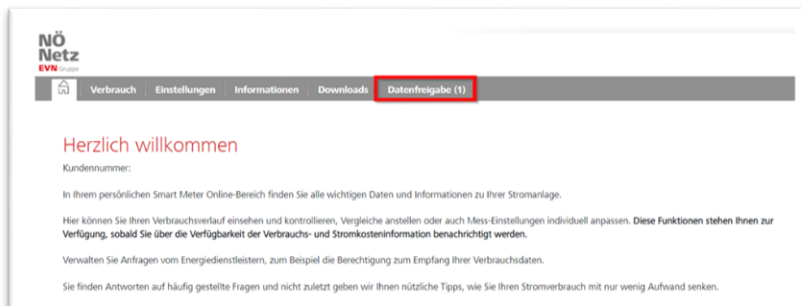 NÖ
Netz
EVN Gruppe
Verbrauch Einstellungen Informationen Downloads Datenfreigabe (1)
Herzlich willkommen
Kundennummer:
In Ihrem persönlichen Smart Meter Online-Bereich finden Sie alle wichtigen Daten und Informationen zu Ihrer Stromanlage.
Hier können Sie Ihren Verbrauchsverlauf einsehen und kontrollieren, Vergleiche anstellen oder auch Mess-Einstellungen individuell anpassen. Diese Funktionen stehen Ihnen zur
Verfügung, sobald Sie über die Verfügbarkeit der Verbrauchs- und Stromkosteninformation benachrichtigt werden.
Verwalten Sie Anfragen vom Energiedienstleistern, zum Beispiel die Berechtigung zum Empfang Ihrer Verbrauchsdaten.
Sie finden Antworten auf häufig gestellte Fragen und nicht zuletzt geben wir Ihnen nützliche Tipps, wie Sie Ihren Stromverbrauch mit nur wenig Aufwand senken.